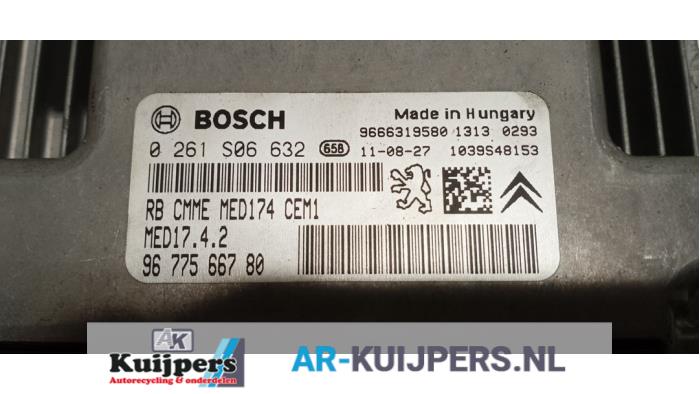 BOSCH
Made in Hungary
9666319580 1313 0293
0 261 S06 632 658 11-08-27 1039S48153
RB CMME MED174 CEM1
MED17.4.2
96 775 667 80
AK
Kuijpers
Autorecycling & onderdelen
AR-KUIJPERS.NL